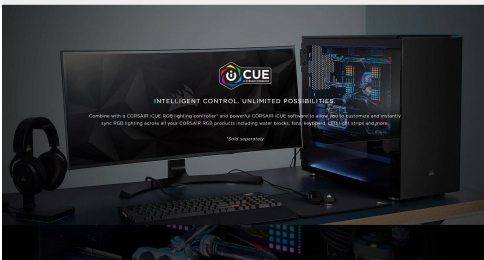 iCUE
INTELLIGENT CONTROL. UNLIMITED POSSIBILITIES.
Combine with a CORSAIR iCUE RGB lighting controller* and powerful CORSAIR iCUE software to allow you to customize and instantly
sync RGB lighting across all your CORSAIR RGB products including water blocks, fans, keyboard, LED light strips and more.
*Sold separately